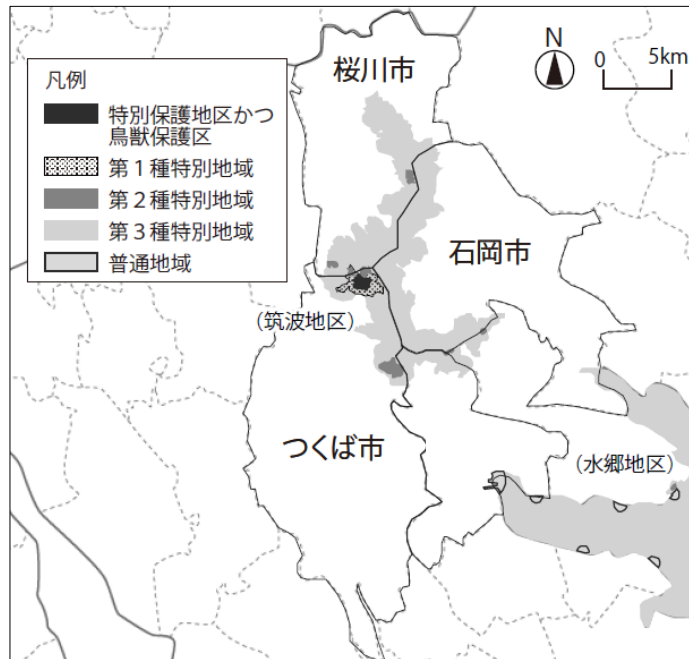 桜川市
N
0 5km
凡例
特別保護地区かつ
鳥獣保護区
第1種特別地域
第2種特別地域
第3種特別地域
普通地域
石岡市
(筑波地区)
つくば市
(水郷地区)